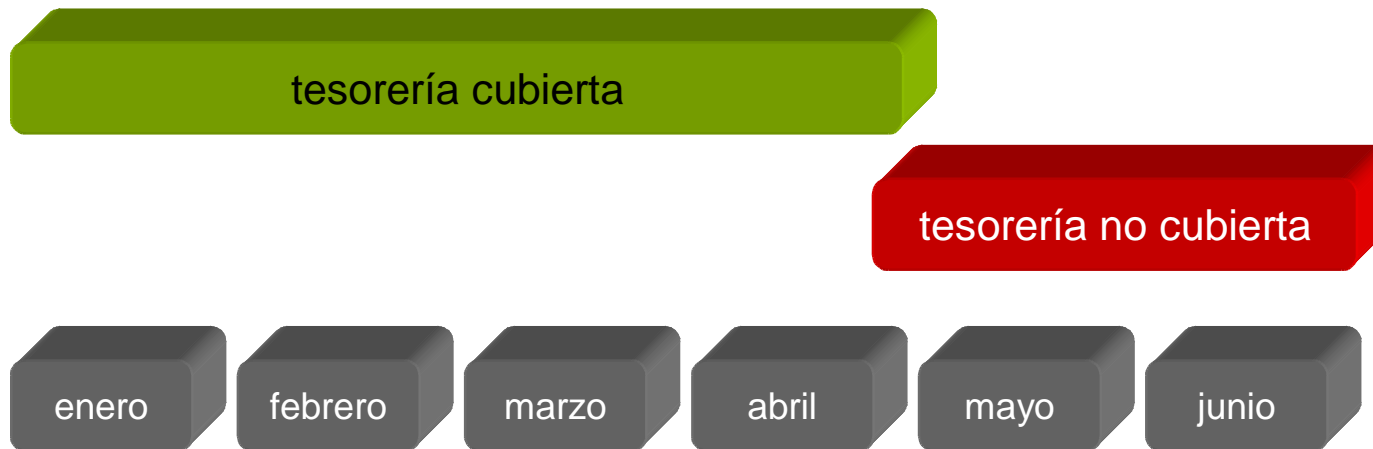 tesorería cubierta
tesorería no cubierta
enero
febrero
marzo
abril
mayo
junio